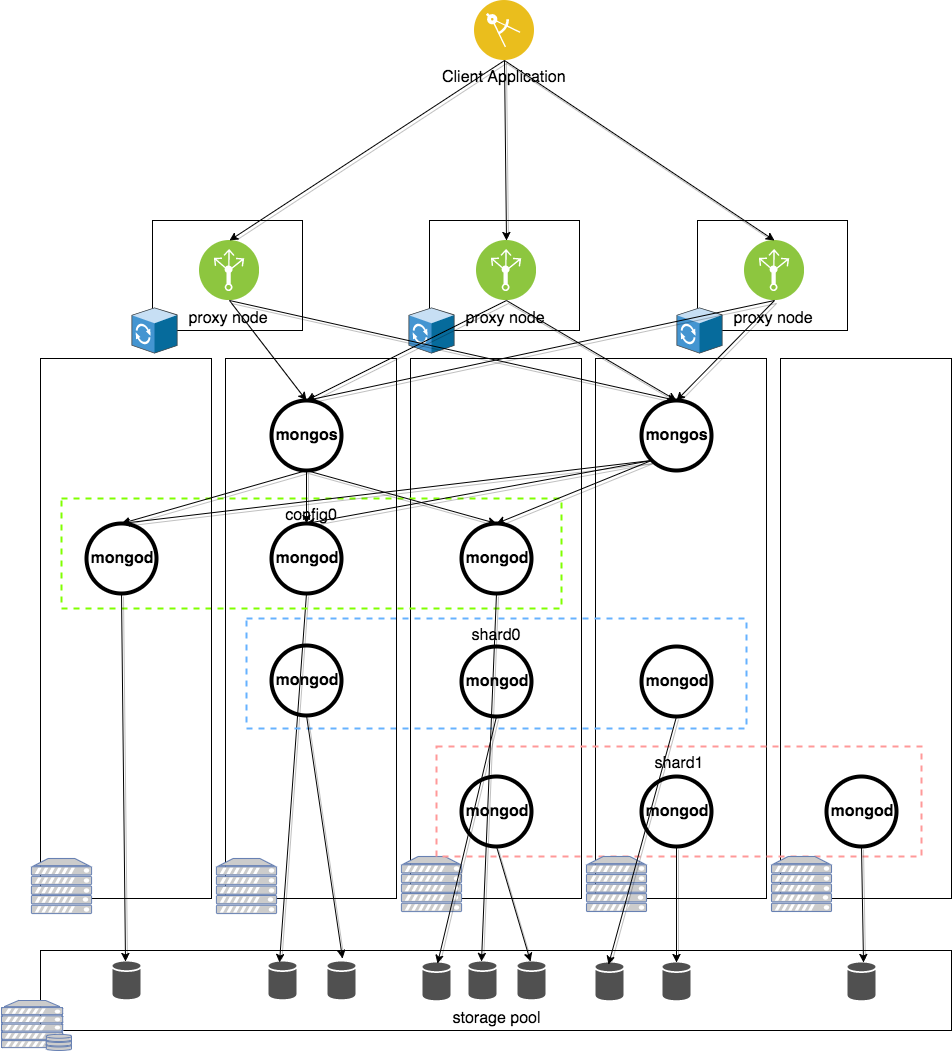 Client Application
proxy node
proxy node
proxy node
mongos
mongos
config0
mongod
mongod
mongod
shard0
mongod
mongod
mongod
shard1
mongod
mongod
mongod
storage pool